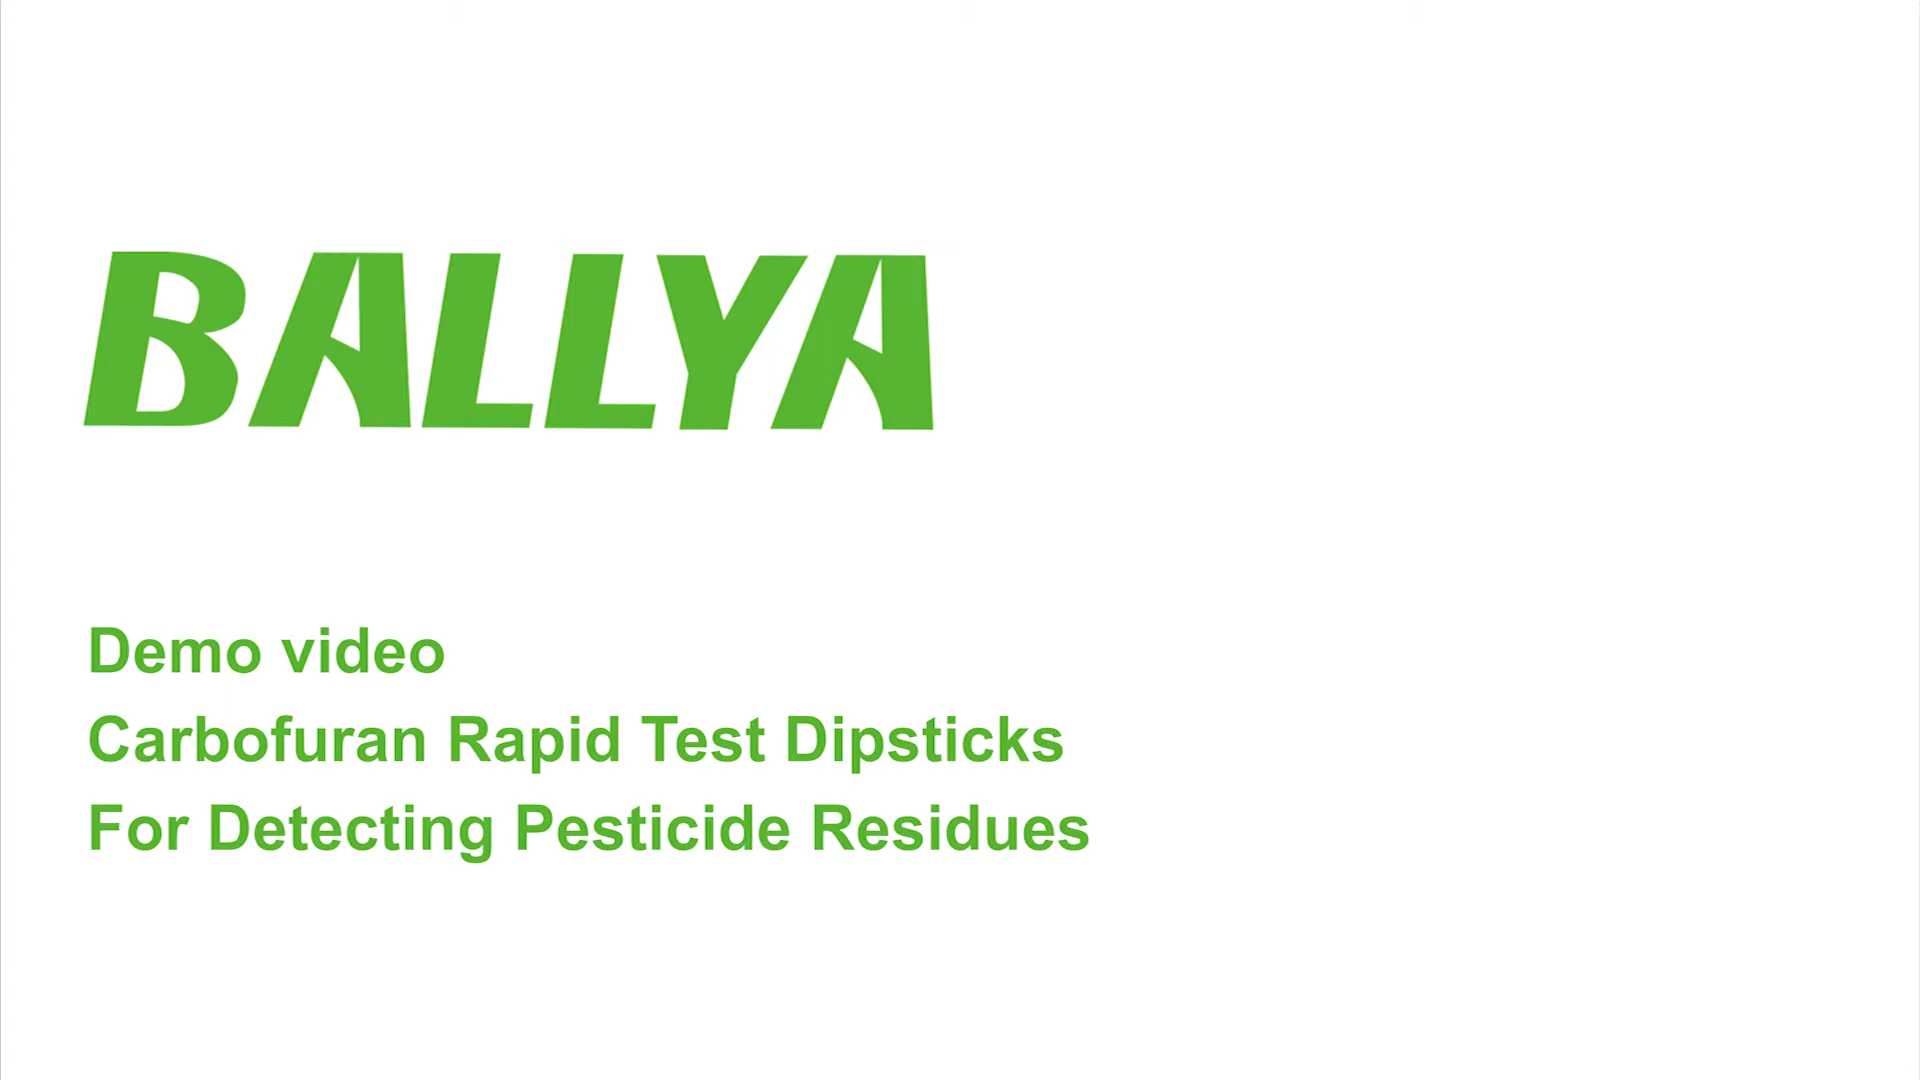 BALLYA
Demo video
Carbofuran Rapid Test Dipsticks
For Detecting Pesticide Residues